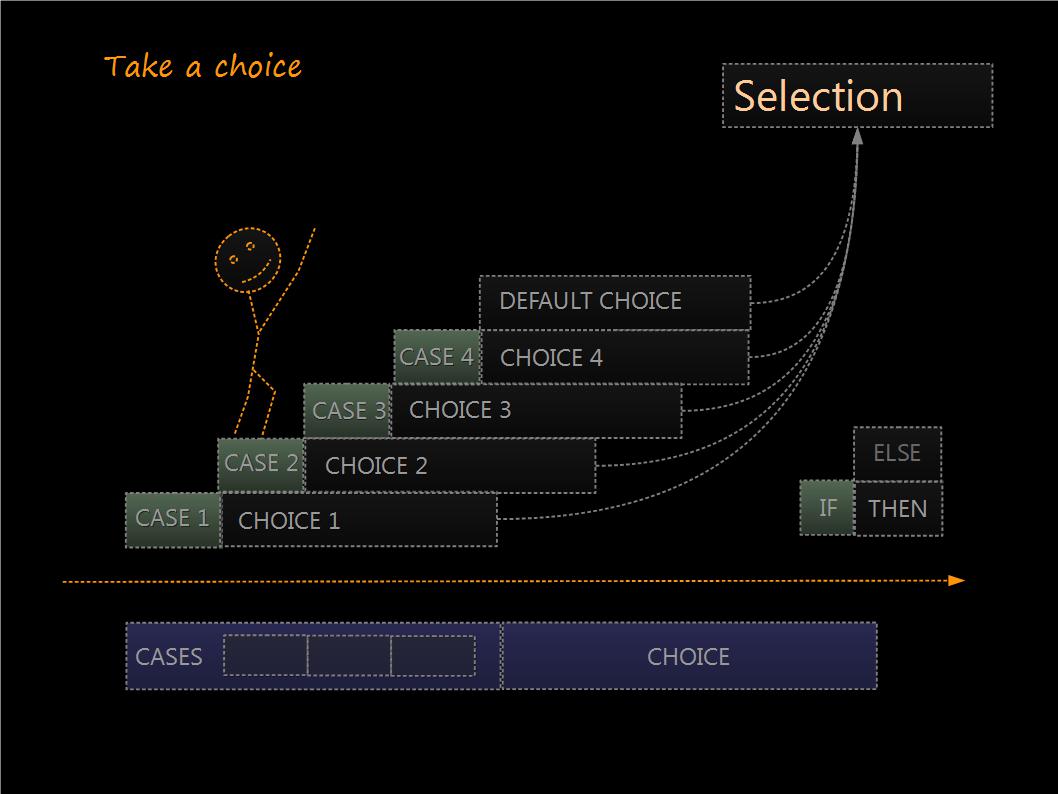 Take a choice
Selection
DEFAULT CHOICE
CASE 4 CHOICE 4
CASE 3 CHOICE 3
CASE 2 CHOICE 2
CASE 1 CHOICE 1
ELSE
IF THEN
CASES CHOICE